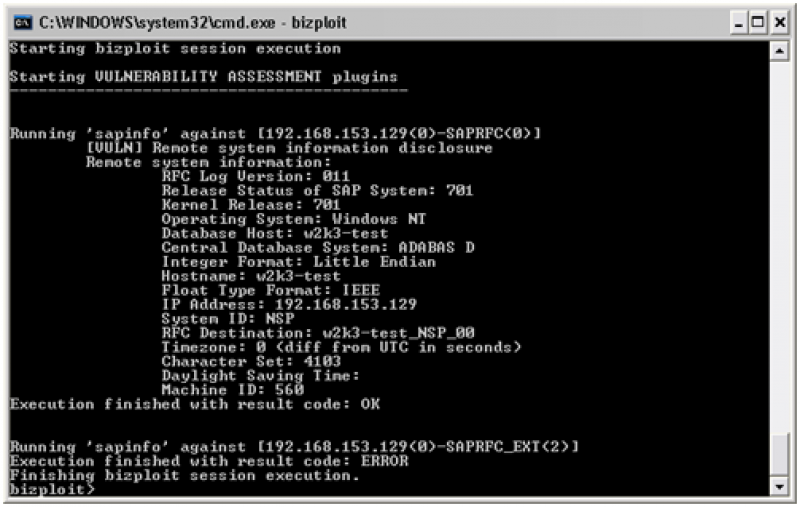 C:\WINDOWS\system32\cmd.exe - bizploit
Starting bizploit session execution
Starting VULNERABILITY ASSESSMENT plugins
-----------------------------------------
Running 'sapinfo' against [192.168.153.129(0)-SAPRFC(0)]
[VULN] Remote system information disclosure
Remote system information:
RFC Log Version: 011
Release Status of SAP System: 701
Kernel Release: 701
Operating System: Windows NT
Database Host: w2k3-test
Central Database System: ADABAS D
Integer Format: Little Endian
Hostname: w2k3-test
Float Type Format: IEEE
IP Address: 192.168.153.129
System ID: NSP
RFC Destination: w2k3-test_NSP_00
Timezone: 0 (diff from UTC in seconds)
Character Set: 4103
Daylight Saving Time:
Machine ID: 560
Execution finished with result code: OK
Running 'sapinfo' against [192.168.153.129(0)-SAPRFC_EXT(2)]
Execution finished with result code: ERROR
Finishing bizploit session execution.
bizploit>